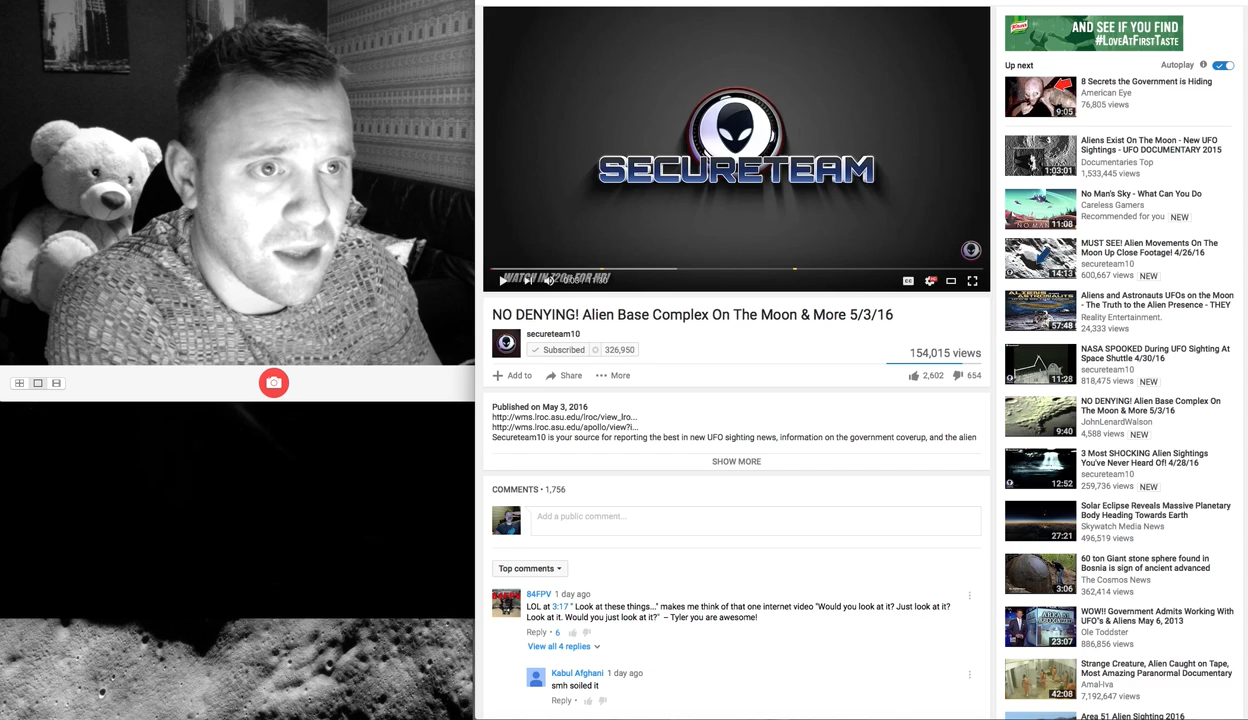 SECURETEAM
WATCH IN 720P FOR HD!
NO DENYING! Alien Base Complex On The Moon & More 5/3/16
secureteam10
Subscribed 326,950
154,015 views
Add to Share More
2,602 654
Published on May 3, 2016
http://wms.lroc.asu.edu/lroc/view_lro...
http://wms.lroc.asu.edu/apollo/view?i...
Secureteam10 is your source for reporting the best in new UFO sighting news, information on the government coverup, and the alien
SHOW MORE
COMMENTS • 1,756
Add a public comment...
Top comments
84FPV 1 day ago
LOL at 3:17 " Look at these things..." makes me think of that one internet video "Would you look at it? Just look at it?
Look at it. Would you just look at it?" – Tyler you are awesome!
Reply • 6
View all 4 replies
Kabul Afghani 1 day ago
smh soiled it
Reply •
Knorr
AND SEE IF YOU FIND
#LOVEATFIRSTTASTE
Up next
Autoplay
8 Secrets the Government is Hiding
American Eye
76,805 views
9:05
Aliens Exist On The Moon - New UFO
Sightings - UFO DOCUMENTARY 2015
Documentaries Top
1,533,445 views
1:03:01
No Man's Sky - What Can You Do
Careless Gamers
Recommended for you NEW
11:08
MUST SEE! Alien Movements On The
Moon Up Close Footage! 4/26/16
secureteam10
600,667 views NEW
14:13
Aliens and Astronauts UFOs on the Moon
- The Truth to the Alien Presence - THEY
Reality Entertainment.
24,333 views
57:48
NASA SPOOKED During UFO Sighting At
Space Shuttle 4/30/16
secureteam10
818,475 views NEW
11:28
NO DENYING! Alien Base Complex On
The Moon & More 5/3/16
JohnLenardWalson
4,588 views NEW
9:40
3 Most SHOCKING Alien Sightings
You've Never Heard Of! 4/28/16
secureteam10
259,736 views NEW
12:52
Solar Eclipse Reveals Massive Planetary
Body Heading Towards Earth
Skywatch Media News
496,519 views
27:21
60 ton Giant stone sphere found in
Bosnia is sign of ancient advanced
The Cosmos News
362,414 views
3:06
WOW!! Government Admits Working With
UFO's & Aliens May 6, 2013
Ole Toddster
886,856 views
23:07
Strange Creature, Alien Caught on Tape,
Most Amazing Paranormal Documentary
Amal-Iva
7,192,647 views
42:08
Area 51 Alien Sighting 2016